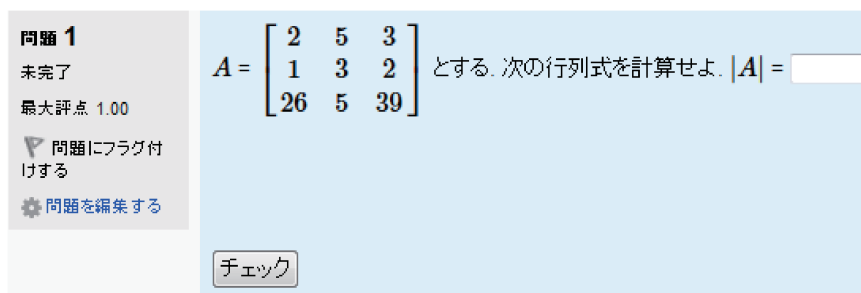 問題 1
未完了
最大評点 1.00
問題にフラグ付
けする
問題を編集する
A = [ 2 5 3
1 3 2
26 5 39 ] とする. 次の行列式を計算せよ. |A| =
チェック